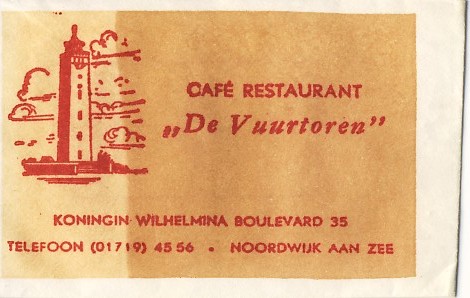 CAFÉ RESTAURANT
„De Vuurtoren”
KONINGIN WILHELMINA BOULEVARD 35
TELEFOON (01719) 45 56 • NOORDWIJK AAN ZEE